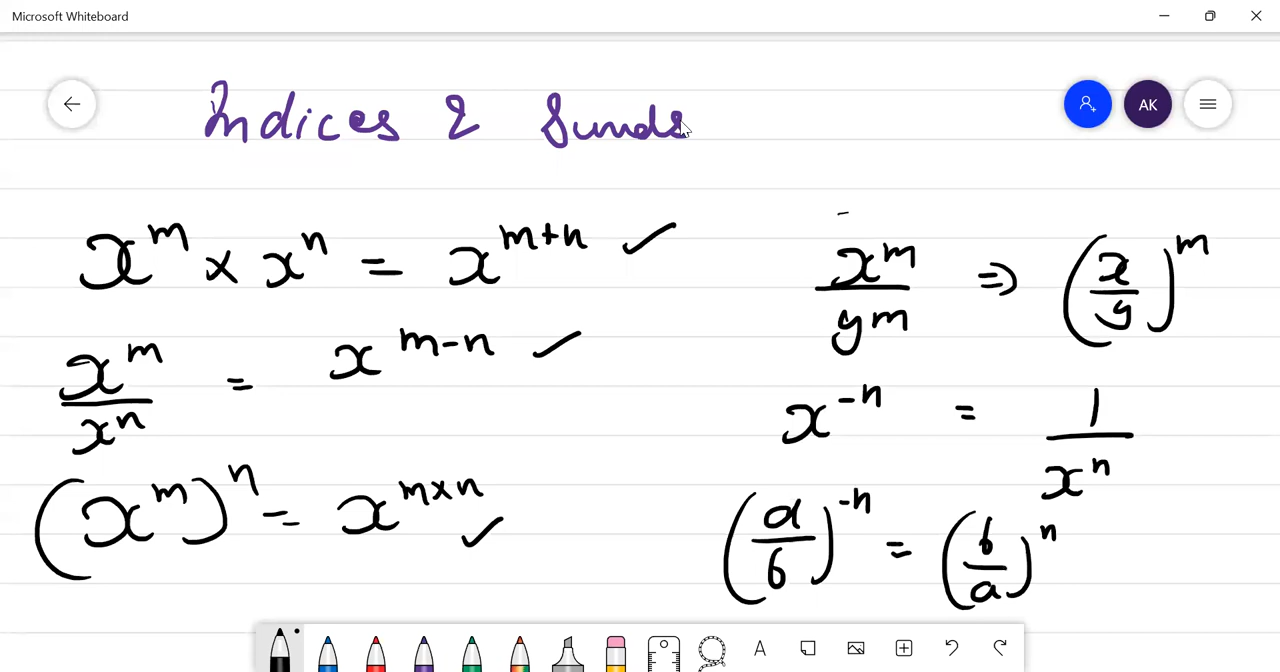 Microsoft Whiteboard
Indices & Surds
AK
x^m × x^n = x^{m+n} ✓
x^m / x^n = x^{m-n} ✓
(x^m)^n = x^{m×n} ✓
x^m / y^m ⇒ (x/y)^m
x^{-n} = 1 / x^n
(a/b)^{-n} = (b/a)^n
A